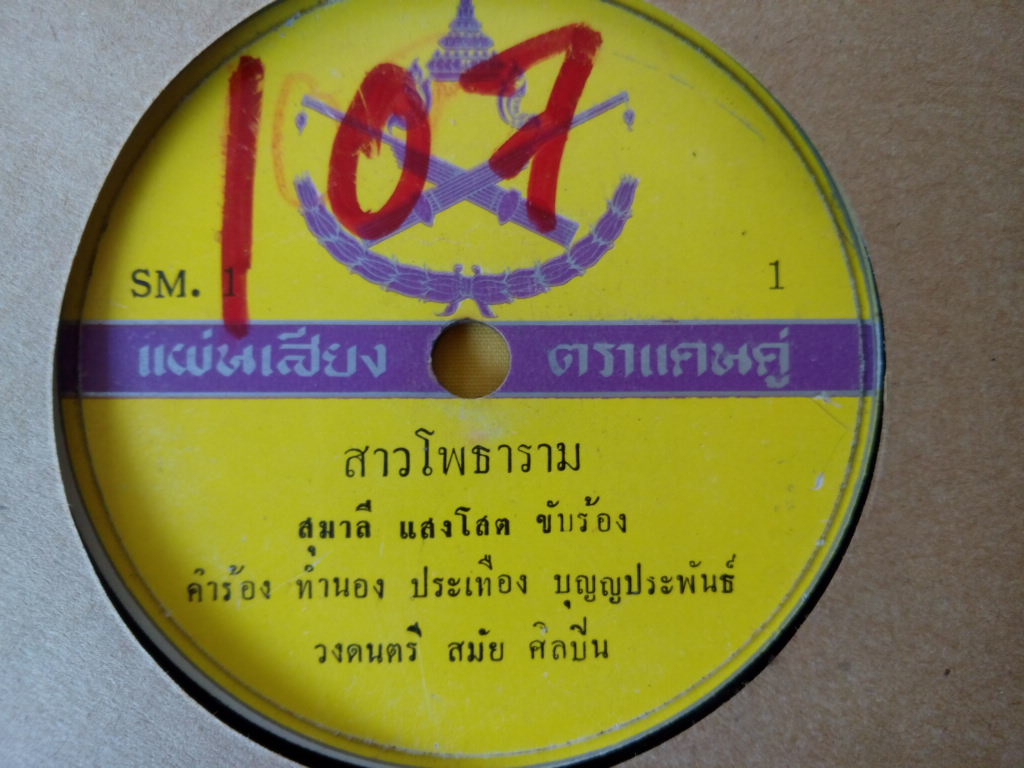 107
SM. 1 1
แผ่นเสียง ตราแคนคู่
สาวโพธาราม
สุมาลี แสงโสต ขับร้อง
คำร้อง ทำนอง ประเทือง บุญญประพันธ์
วงดนตรี สมัย ศิลปีน